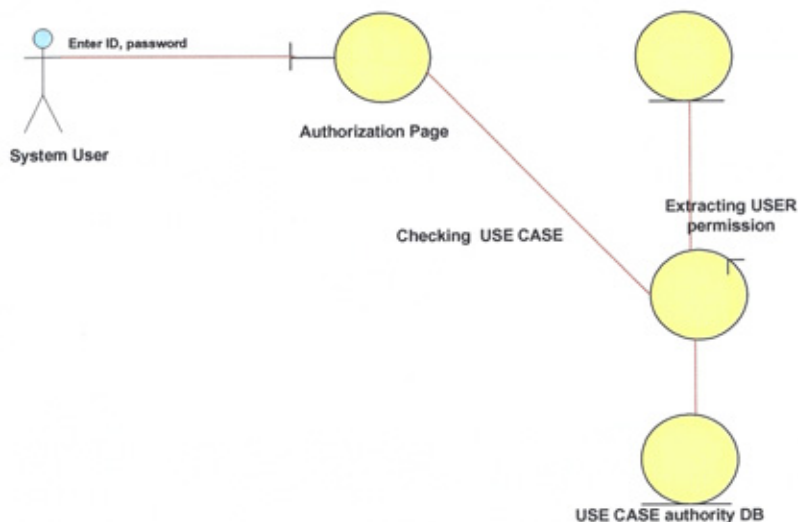 Enter ID, password
System User
Authorization Page
Checking USE CASE
Extracting USER
permission
USE CASE authority DB